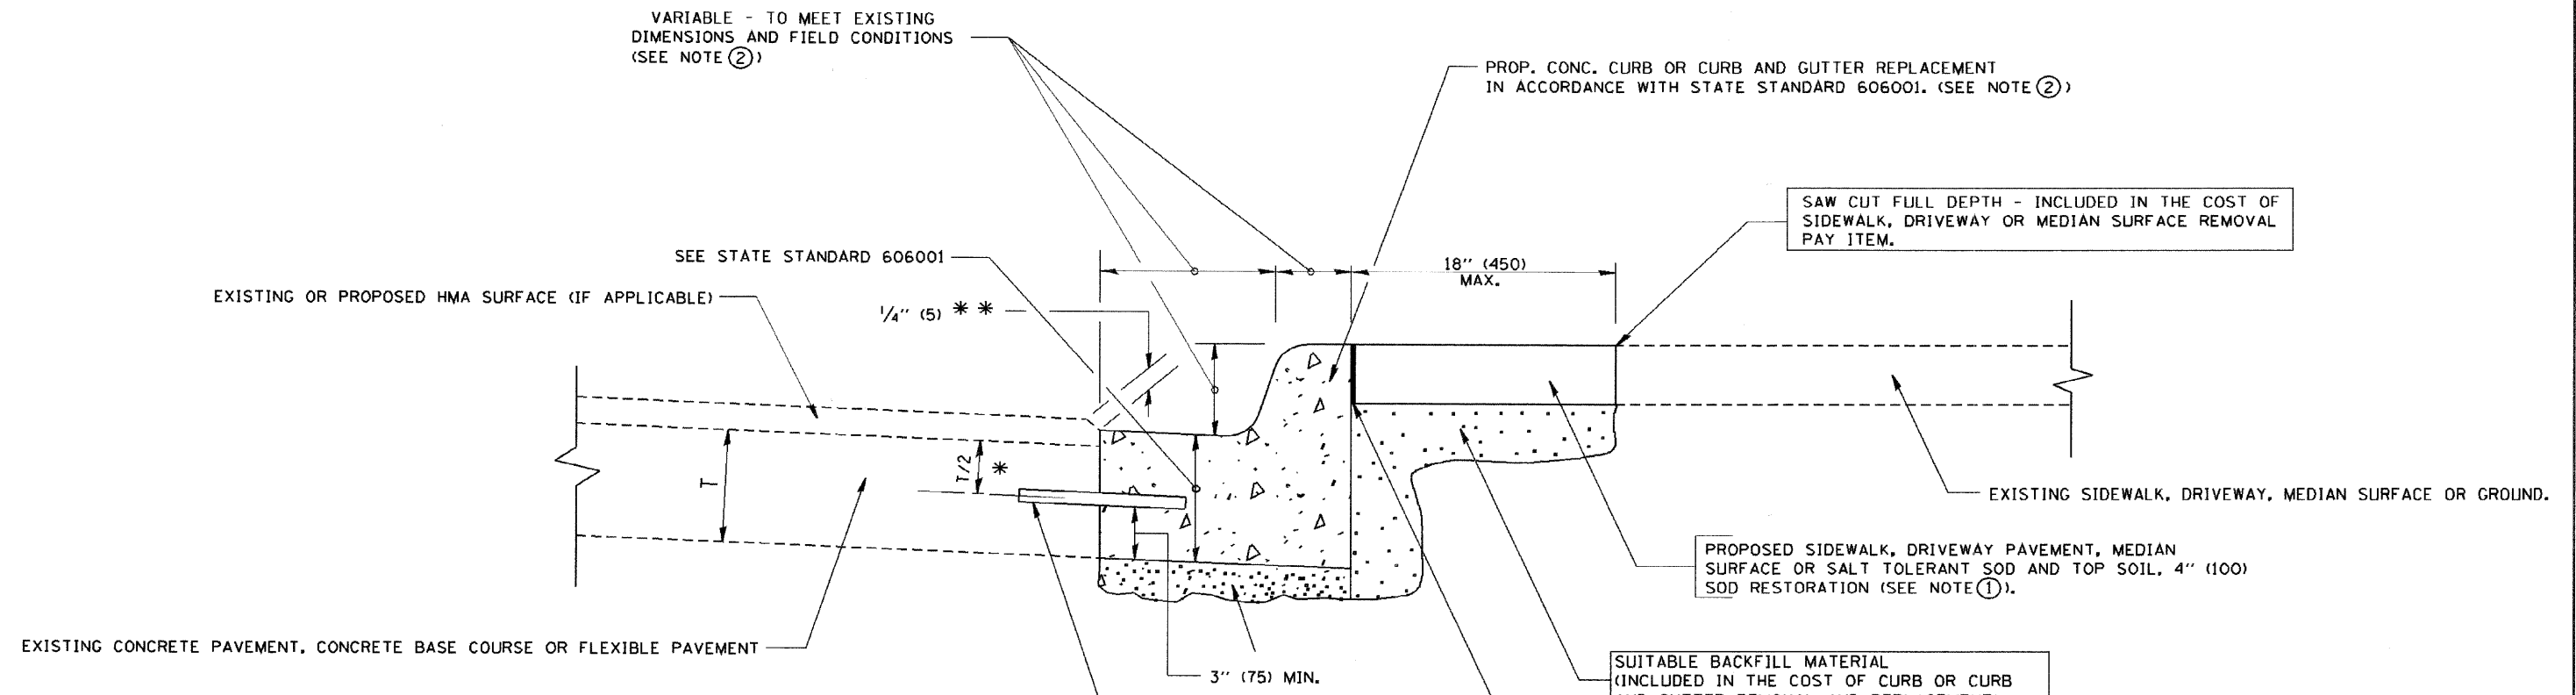 VARIABLE - TO MEET EXISTING
DIMENSIONS AND FIELD CONDITIONS
(SEE NOTE ②)
PROP. CONC. CURB OR CURB AND GUTTER REPLACEMENT
IN ACCORDANCE WITH STATE STANDARD 606001. (SEE NOTE ②)
SAW CUT FULL DEPTH - INCLUDED IN THE COST OF
SIDEWALK, DRIVEWAY OR MEDIAN SURFACE REMOVAL
PAY ITEM.
SEE STATE STANDARD 606001
18" (450)
MAX.
EXISTING OR PROPOSED HMA SURFACE (IF APPLICABLE)
1/4" (5) * *
T
T/2 *
EXISTING SIDEWALK, DRIVEWAY, MEDIAN SURFACE OR GROUND.
PROPOSED SIDEWALK, DRIVEWAY PAVEMENT, MEDIAN
SURFACE OR SALT TOLERANT SOD AND TOP SOIL, 4" (100)
SOD RESTORATION (SEE NOTE ①).
EXISTING CONCRETE PAVEMENT, CONCRETE BASE COURSE OR FLEXIBLE PAVEMENT
3" (75) MIN.
SUITABLE BACKFILL MATERIAL
(INCLUDED IN THE COST OF CURB OR CURB